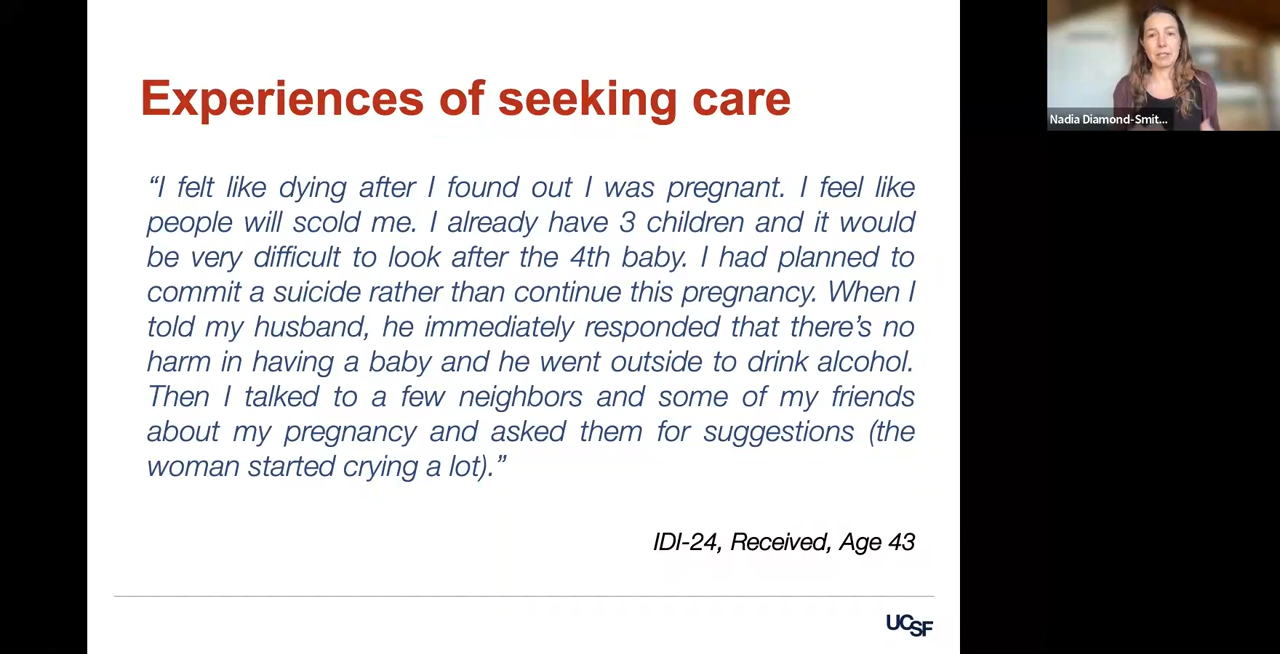 Experiences of seeking care
“I felt like dying after I found out I was pregnant. I feel like
people will scold me. I already have 3 children and it would
be very difficult to look after the 4th baby. I had planned to
commit a suicide rather than continue this pregnancy. When I
told my husband, he immediately responded that there’s no
harm in having a baby and he went outside to drink alcohol.
Then I talked to a few neighbors and some of my friends
about my pregnancy and asked them for suggestions (the
woman started crying a lot).”
IDI-24, Received, Age 43
UCSF
Nadia Diamond-Smit...